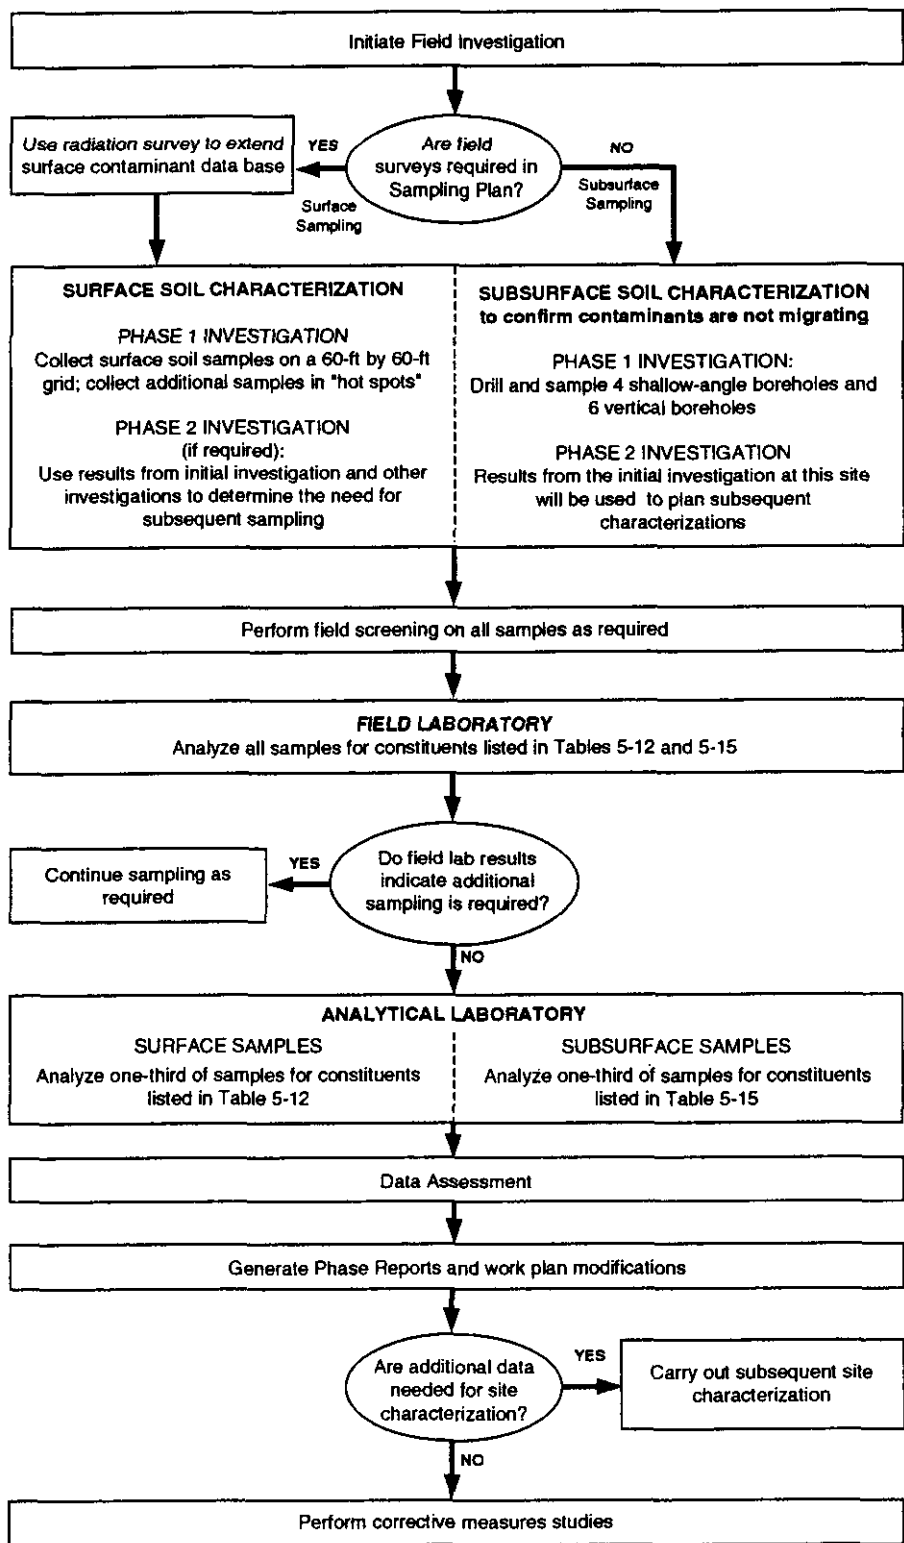 Initiate Field Investigation
Are field
surveys required in
Sampling Plan?
YES
Surface
Sampling
NO
Subsurface
Sampling
Use radiation survey to extend
surface contaminant data base
SURFACE SOIL CHARACTERIZATION
PHASE 1 INVESTIGATION
Collect surface soil samples on a 60-ft by 60-ft
grid; collect additional samples in "hot spots"
PHASE 2 INVESTIGATION
(if required):
Use results from initial investigation and other
investigations to determine the need for
subsequent sampling
SUBSURFACE SOIL CHARACTERIZATION
to confirm contaminants are not migrating
PHASE 1 INVESTIGATION:
Drill and sample 4 shallow-angle boreholes and
6 vertical boreholes
PHASE 2 INVESTIGATION
Results from the initial investigation at this site
will be used to plan subsequent
characterizations
Perform field screening on all samples as required
FIELD LABORATORY
Analyze all samples for constituents listed in Tables 5-12 and 5-15
Do field lab results
indicate additional
sampling is required?
YES
Continue sampling as
required
NO
ANALYTICAL LABORATORY
SURFACE SAMPLES
Analyze one-third of samples for constituents
listed in Table 5-12
SUBSURFACE SAMPLES
Analyze one-third of samples for constituents
listed in Table 5-15
Data Assessment
Generate Phase Reports and work plan modifications
Are additional data
needed for site
characterization?
YES
Carry out subsequent site
characterization
NO
Perform corrective measures studies